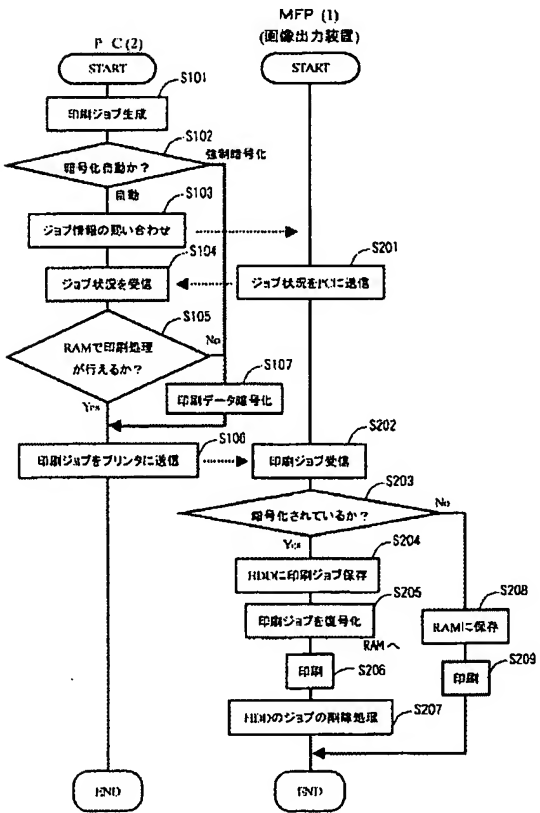 MFP (1)
(画像出力装置)
P C (2)
START
START
S101
印刷ジョブ生成
S102
暗号化自動か?
強制暗号化
自動
S103
ジョブ情報の問い合わせ
S104
ジョブ状況を受信
S201
ジョブ状況をPCに送信
S105
RAMで印刷処理
が行えるか?
No
Yes
S107
印刷データ暗号化
S106
印刷ジョブをプリンタに送信
S202
印刷ジョブ受信
S203
暗号化されているか?
No
Yes
S204
HDDに印刷ジョブ保存
S205
印刷ジョブを復号化
RAMへ
S208
RAMに保存
印刷
S206
S209
印刷
HDDのジョブの削除処理
S207
END
END